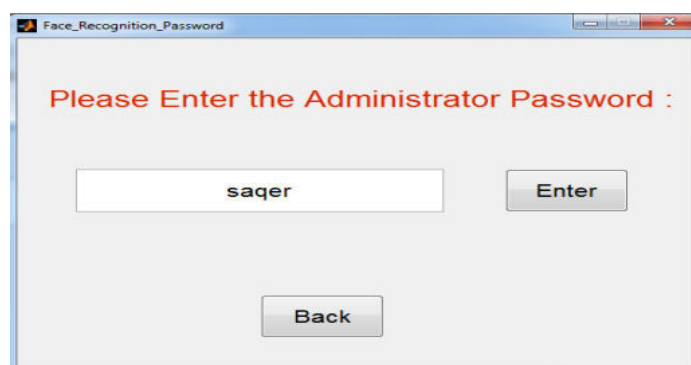 Face_Recognition_Password
Please Enter the Administrator Password :
saqer
Enter
Back